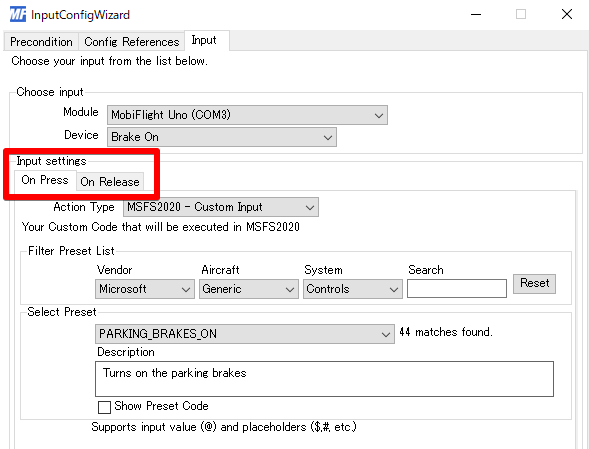 MF InputConfigWizard
Precondition Config References Input
Choose your input from the list below.
Choose input
Module MobiFlight Uno (COM3)
Device Brake On
Input settings
On Press On Release
Action Type MSFS2020 - Custom Input
Your Custom Code that will be executed in MSFS2020
Filter Preset List
Vendor Aircraft System Search
Microsoft Generic Controls Reset
Select Preset
PARKING_BRAKES_ON 44 matches found.
Description
Turns on the parking brakes
Show Preset Code
Supports input value (@) and placeholders ($,#, etc.)